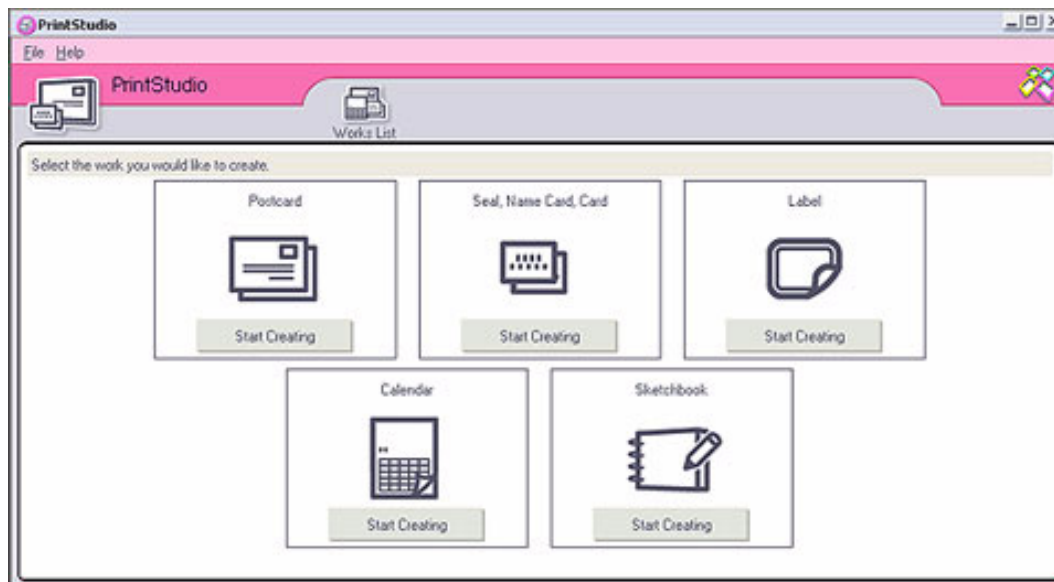 PrintStudio
File Help
PrintStudio
Works List
Select the work you would like to create.
Postcard
Seal, Name Card, Card
Label
Start Creating
Start Creating
Start Creating
Calendar
Sketchbook
Start Creating
Start Creating